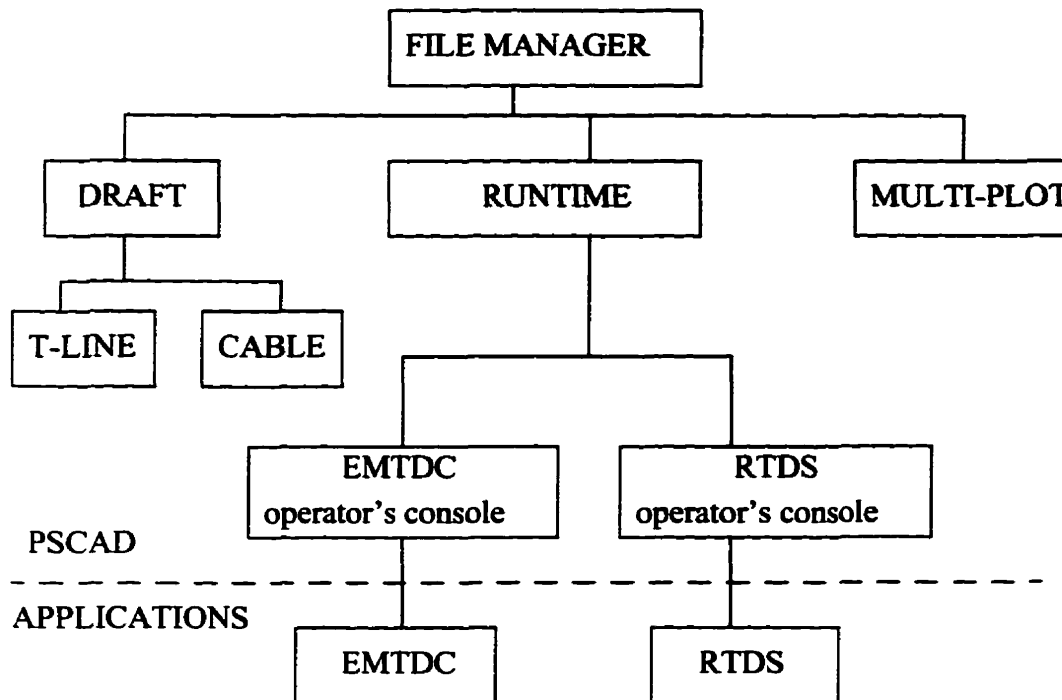 FILE MANAGER
DRAFT
RUNTIME
MULTI-PLOT
T-LINE
CABLE
EMTDC
operator's console
RTDS
operator's console
PSCAD
APPLICATIONS
EMTDC
RTDS